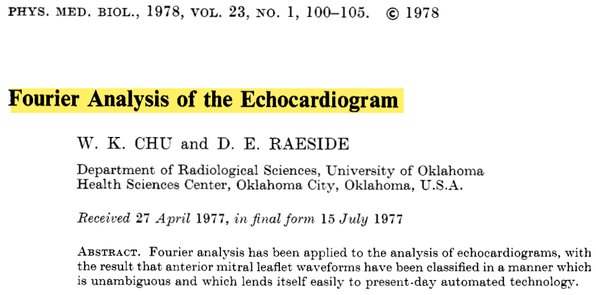 PHYS. MED. BIOL., 1978, VOL. 23, NO. 1, 100–105. © 1978
Fourier Analysis of the Echocardiogram
W. K. CHU and D. E. RAESIDE
Department of Radiological Sciences, University of Oklahoma
Health Sciences Center, Oklahoma City, Oklahoma, U.S.A.
Received 27 April 1977, in final form 15 July 1977
ABSTRACT. Fourier analysis has been applied to the analysis of echocardiograms, with
the result that anterior mitral leaflet waveforms have been classified in a manner which
is unambiguous and which lends itself easily to present-day automated technology.